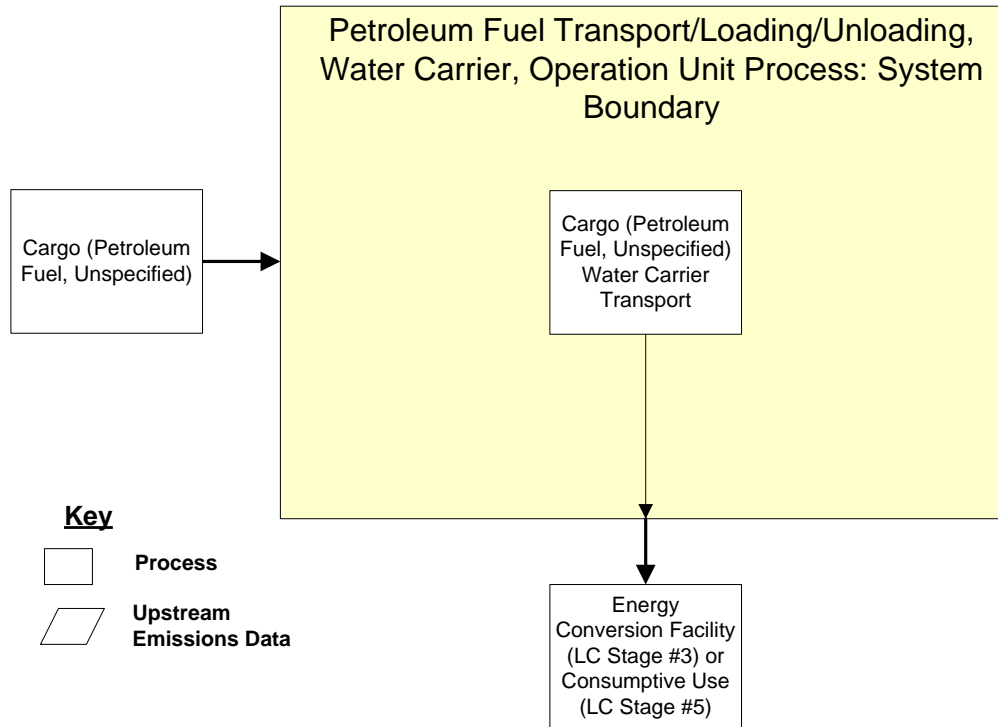 Petroleum Fuel Transport/Loading/Unloading,
Water Carrier, Operation Unit Process: System
Boundary
Cargo (Petroleum
Fuel, Unspecified)
Cargo (Petroleum
Fuel, Unspecified)
Water Carrier
Transport
Key
Process
Upstream
Emissions Data
Energy
Conversion Facility
(LC Stage #3) or
Consumptive Use
(LC Stage #5)